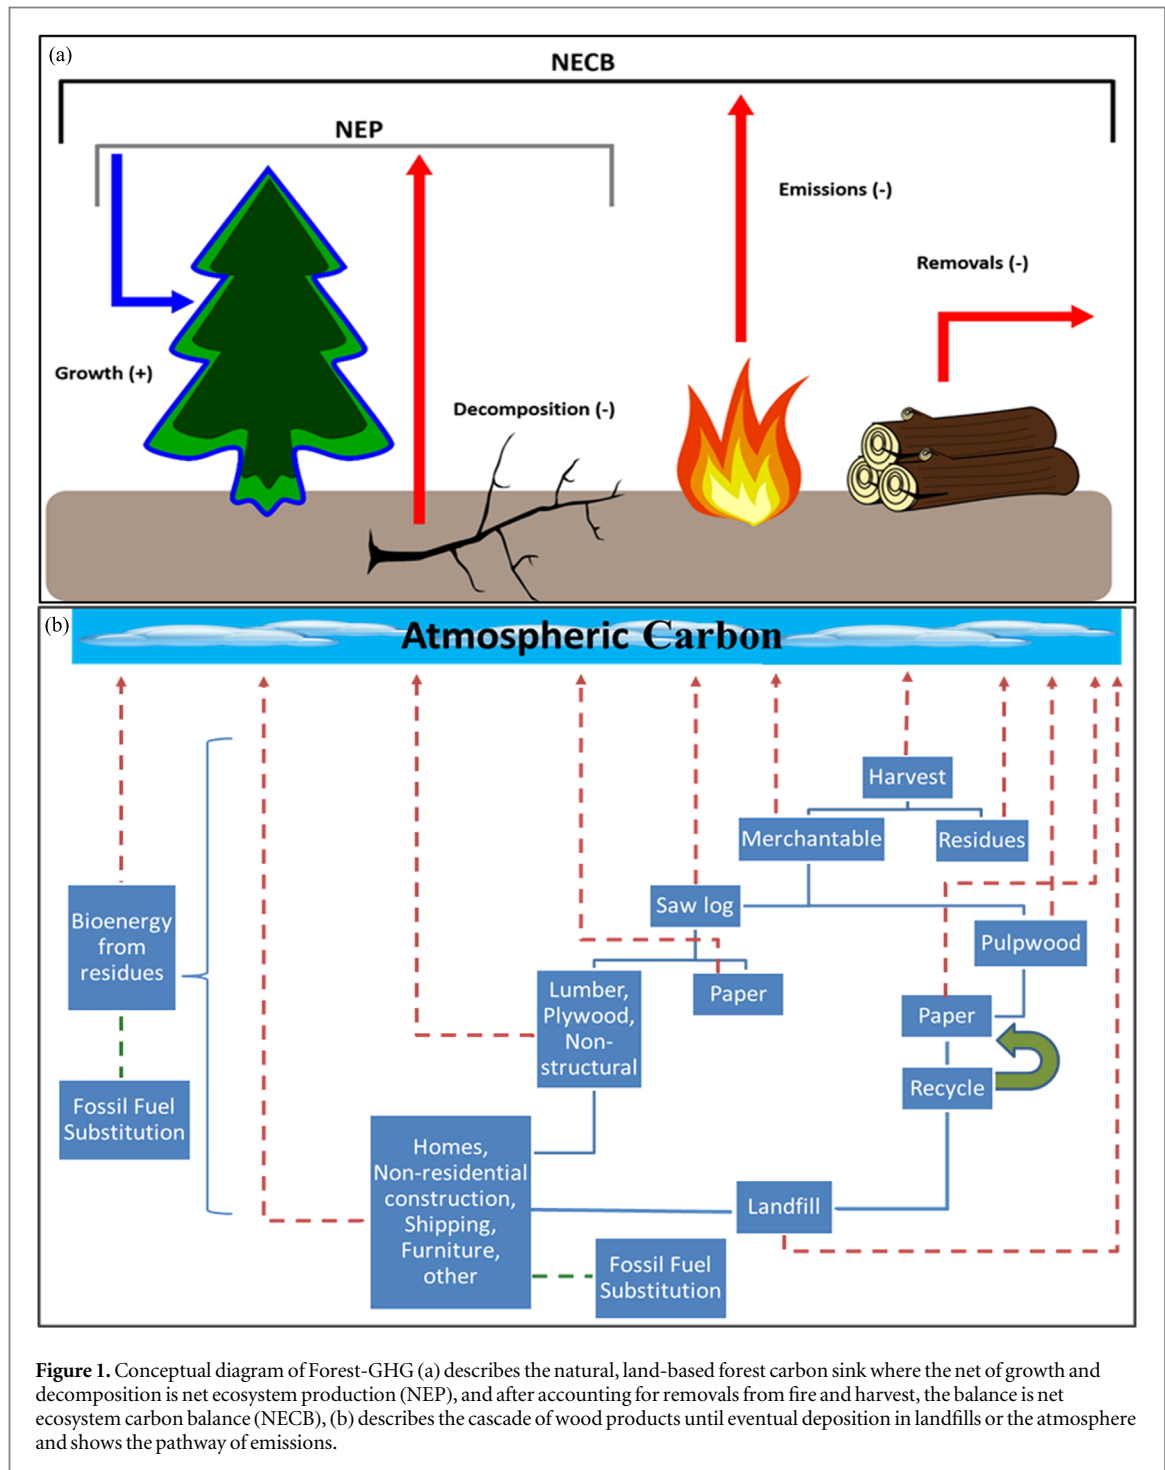 (a)
NECB
NEP
Emissions (-)
Removals (-)
Growth (+)
Decomposition (-)
(b)
Atmospheric Carbon
Harvest
Merchantable
Residues
Saw log
Pulpwood
Bioenergy
from
residues
Lumber,
Plywood,
Non-
structural
Paper
Paper
Recycle
Fossil Fuel
Substitution
Homes,
Non-residential
construction,
Shipping,
Furniture,
other
Landfill
Fossil Fuel
Substitution
Figure 1. Conceptual diagram of Forest-GHG (a) describes the natural, land-based forest carbon sink where the net of growth and
decomposition is net ecosystem production (NEP), and after accounting for removals from fire and harvest, the balance is net
ecosystem carbon balance (NECB), (b) describes the cascade of wood products until eventual deposition in landfills or the atmosphere
and shows the pathway of emissions.